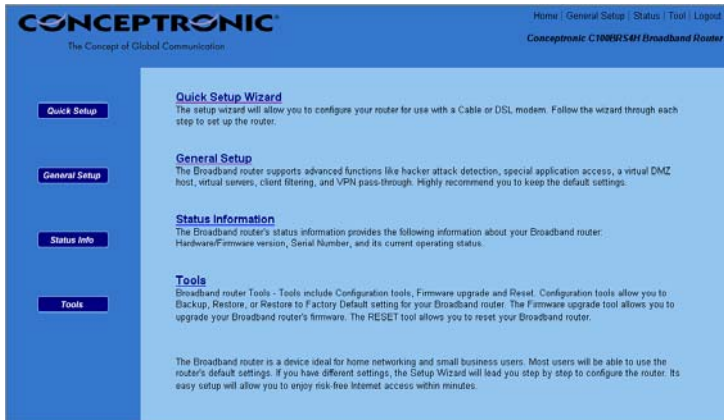 CONCEPTRONIC
The Concept of Global Communication
Home | General Setup | Status | Tool | Logout
Conceptronic C100BRS4H Broadband Router
Quick Setup
Quick Setup Wizard
The setup wizard will allow you to configure your router for use with a Cable or DSL modem. Follow the wizard through each
step to set up the router.
General Setup
General Setup
The Broadband router supports advanced functions like hacker attack detection, special application access, a virtual DMZ
host, virtual servers, client filtering, and VPN pass-through. Highly recommend you to keep the default settings.
Status Info
Status Information
The Broadband router's status information provides the following information about your Broadband router:
Hardware/Firmware version, Serial Number, and its current operating status.
Tools
Tools
Broadband router Tools - Tools include Configuration tools, Firmware upgrade and Reset. Configuration tools allow you to
Backup, Restore, or Restore to Factory Default setting for your Broadband router. The Firmware upgrade tool allows you to
upgrade your Broadband router's firmware. The RESET tool allows you to reset your Broadband router.
The Broadband router is a device ideal for home networking and small business users. Most users will be able to use the
router's default settings. If you have different settings, the Setup Wizard will lead you step by step to configure the router. Its
easy setup will allow you to enjoy risk-free Internet access within minutes.